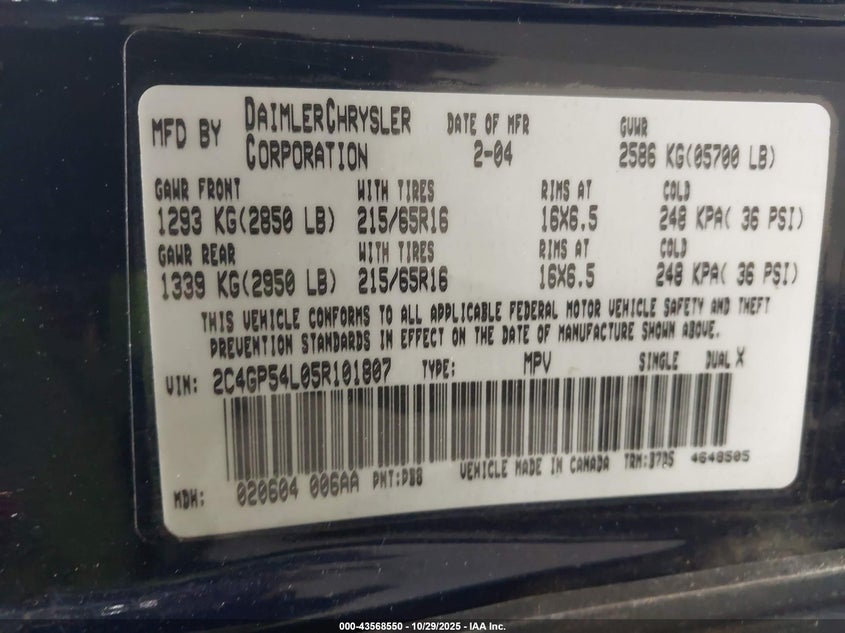 MFD BY DAIMLERCHRYSLER CORPORATION DATE OF MFR 2-04 GVWR 2586 KG(05700 LB)
GAWR FRONT WITH TIRES RIMS AT COLD
1293 KG(2850 LB) 215/65R16 16X6.5 248 KPA( 36 PSI)
GAWR REAR WITH TIRES RIMS AT COLD
1339 KG(2950 LB) 215/65R16 16X6.5 248 KPA( 36 PSI)
THIS VEHICLE CONFORMS TO ALL APPLICABLE FEDERAL MOTOR VEHICLE SAFETY AND THEFT
PREVENTION STANDARDS IN EFFECT ON THE DATE OF MANUFACTURE SHOWN ABOVE.
VIN: 2C4GP54L05R101807 TYPE: MPV SINGLE DUAL X
MDH: 020604 006AA PNT:PB8 VEHICLE MADE IN CANADA TRM: 4648505
000-43568550 | 10/29/2025 - IAA Inc.